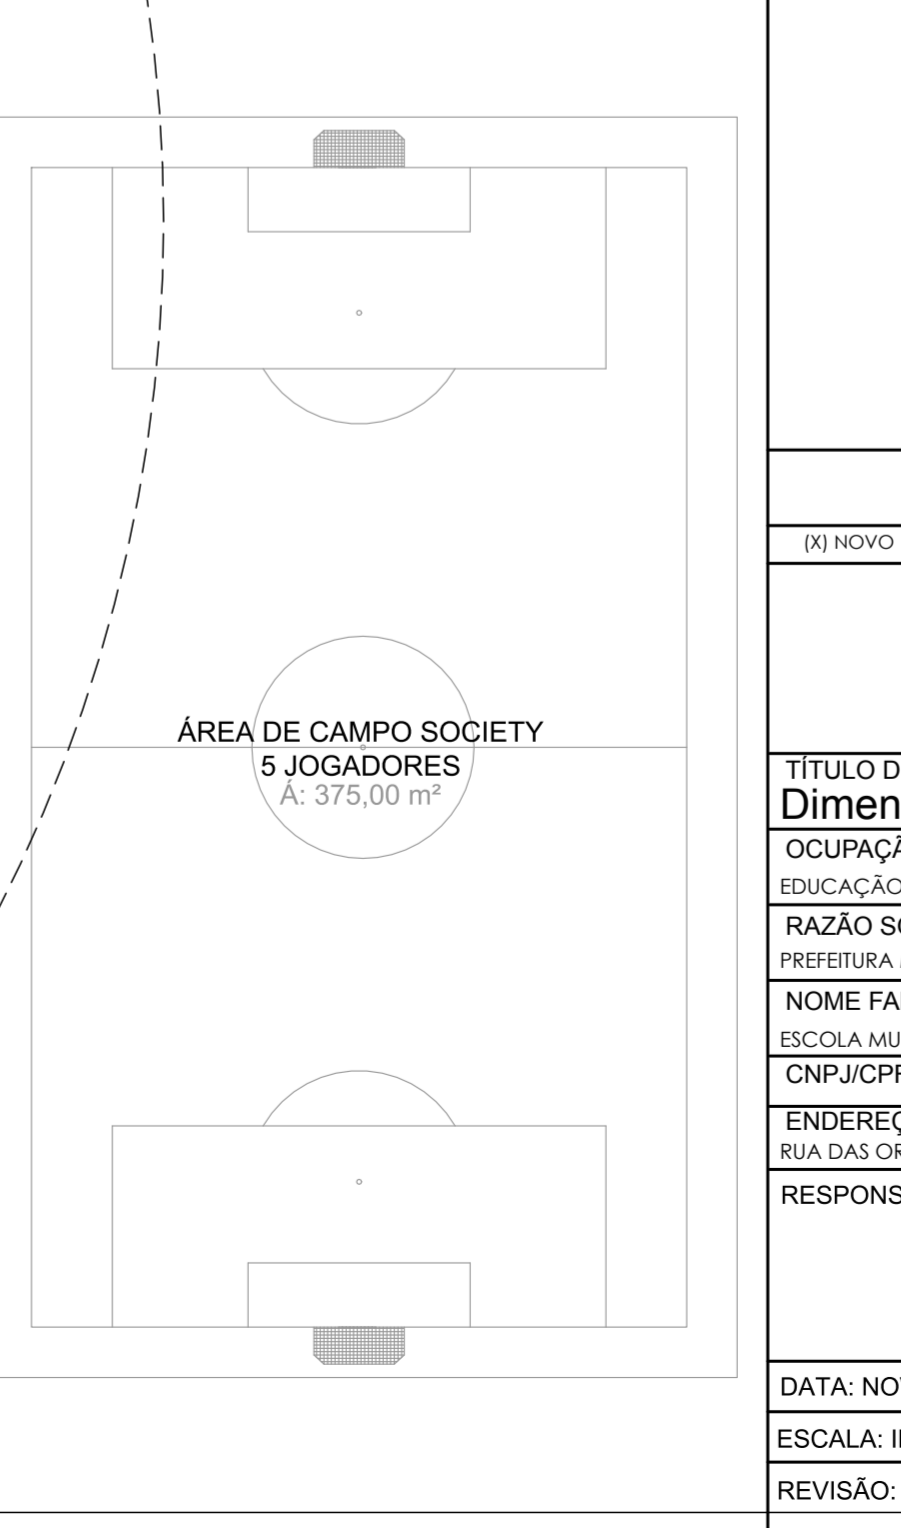 ÁREA DE CAMPO SOCIETY
5 JOGADORES
Á: 375,00 m²
(X) NOVO
TÍTULO D
Dimen
OCUPAÇÃ
EDUCAÇÃO
RAZÃO SO
PREFEITURA
NOME FA
ESCOLA MU
CNPJ/CPF
ENDEREÇ
RUA DAS OR
RESPONS
DATA: NOV
ESCALA: I
REVISÃO: